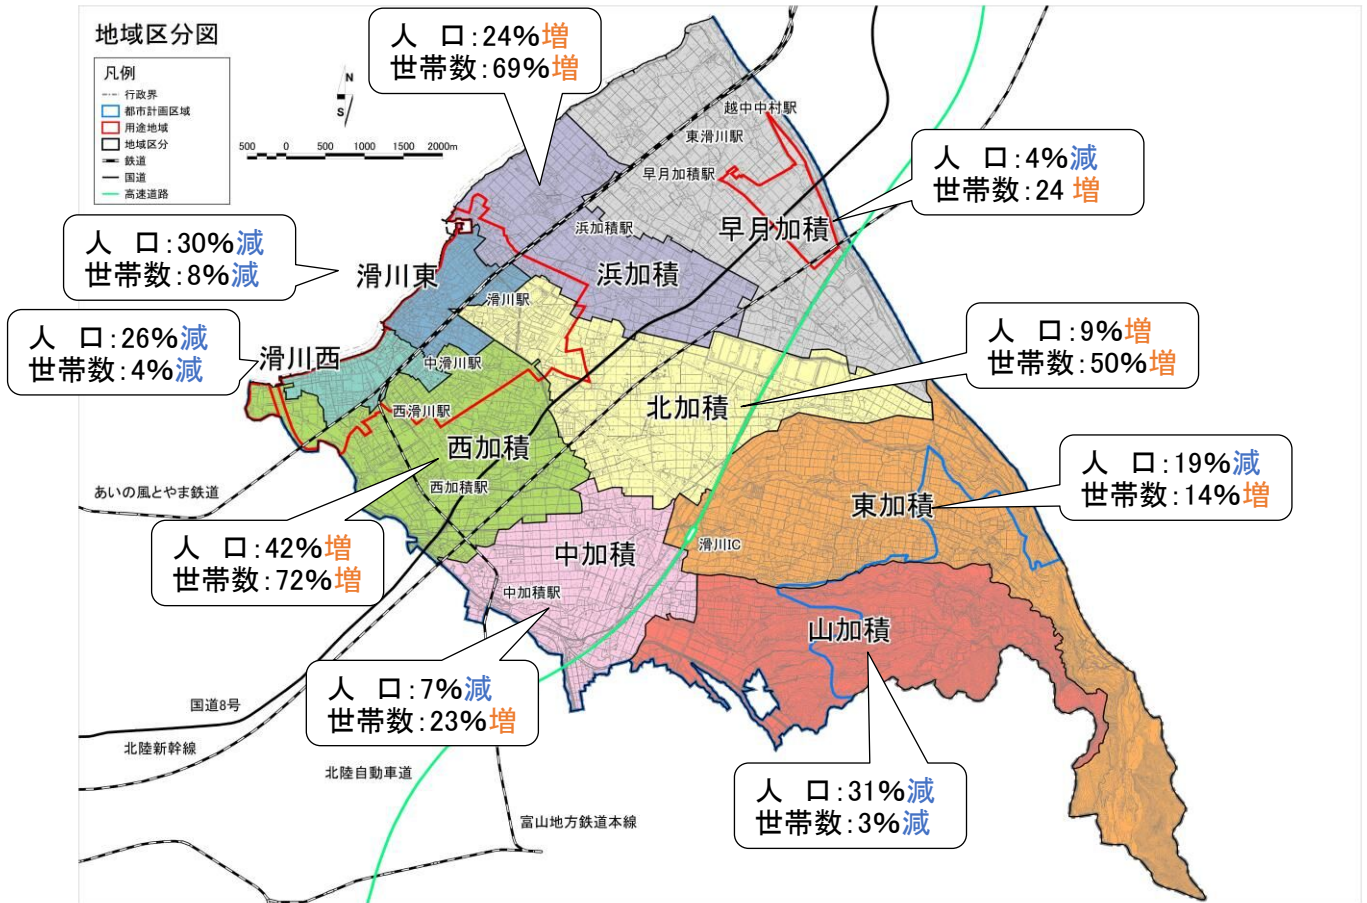 地域区分図
凡例
行政界
都市計画区域
用途地域
地域区分
鉄道
国道
高速道路
N
S
500 0 500 1000 1500 2000m
人 口:24%増
世帯数:69%増
越中中村駅
東滑川駅
早月加積駅
人 口:4%減
世帯数:24 増
早月加積
浜加積駅
浜加積
人 口:30%減
世帯数:8%減
滑川東
滑川駅
人 口:26%減
世帯数:4%減
滑川西
中滑川駅
人 口:9%増
世帯数:50%増
西滑川駅
北加積
西加積
西加積駅
人 口:19%減
世帯数:14%増
東加積
あいの風とやま鉄道
人 口:42%増
世帯数:72%増
中加積
滑川IC
中加積駅
山加積
人 口:7%減
世帯数:23%増
国道8号
北陸新幹線
北陸自動車道
人 口:31%減
世帯数:3%減
富山地方鉄道本線